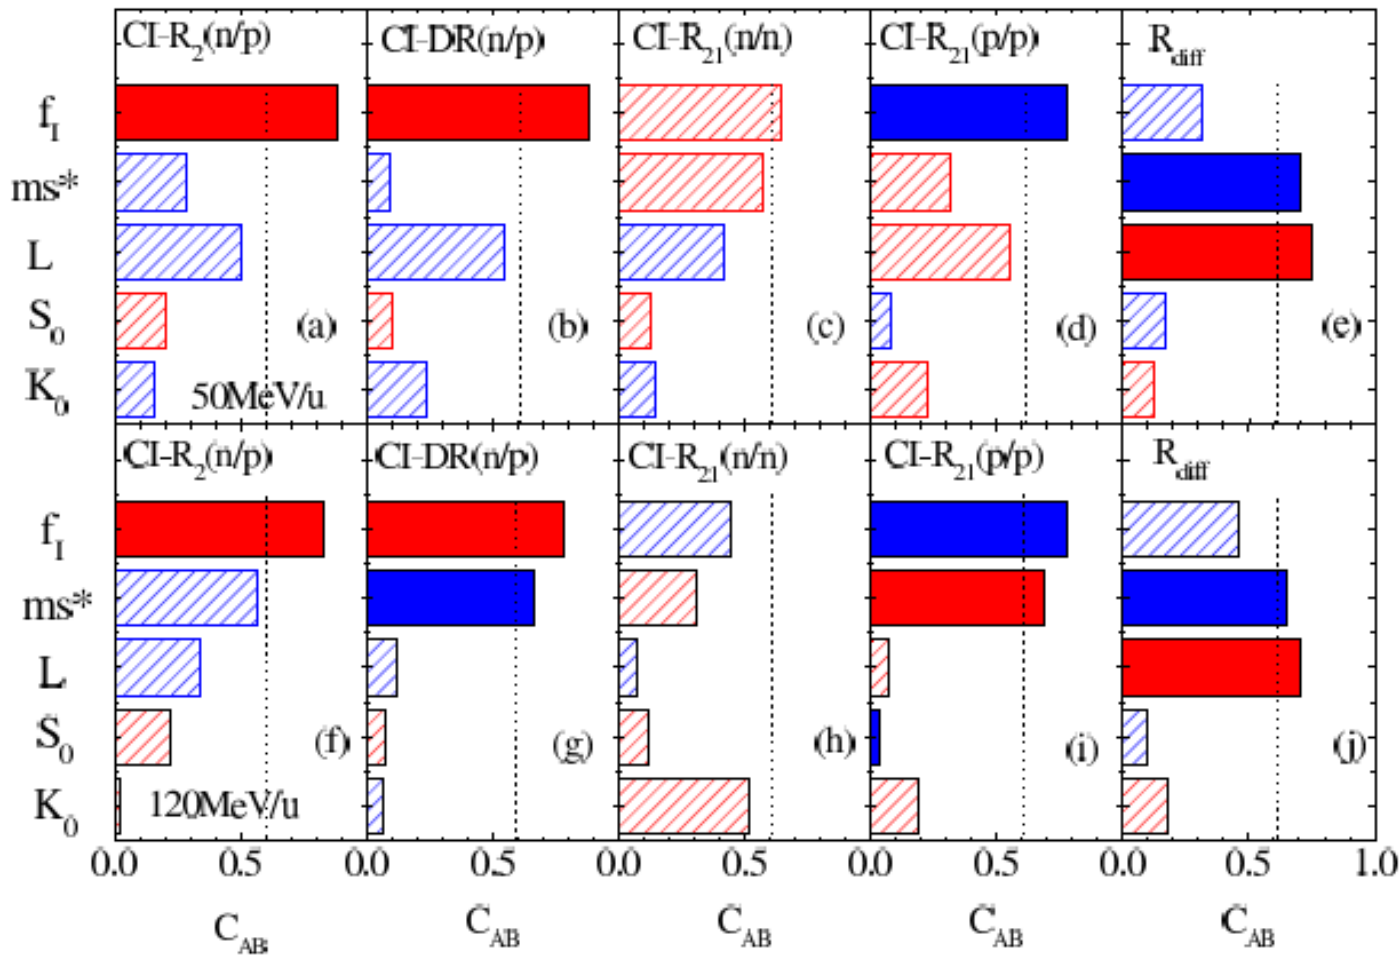 CI-R2(n/p) CI-DR(n/p) CI-R21(n/n) CI-R21(p/p) Rdiff
fI
ms*
L
S0 (a) (b) (c) (d) (e)
K0 50MeV/u
CI-R2(n/p) CI-DR(n/p) CI-R21(n/n) CI-R21(p/p) Rdiff
fI
ms*
L
S0 (f) (g) (h) (i) (j)
K0 120MeV/u
0.0 0.5 0.0 0.5 0.0 0.5 0.0 0.5 0.0 0.5 1.0
CAB CAB CAB CAB CAB